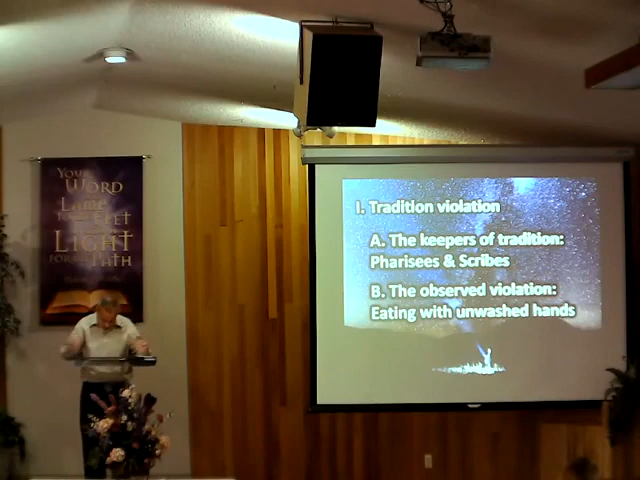 YOUR
WORD
LAMP
FEET
LIGHT
FOR PATH
I. Tradition violation
A. The keepers of tradition:
Pharisees & Scribes
B. The observed violation:
Eating with unwashed hands